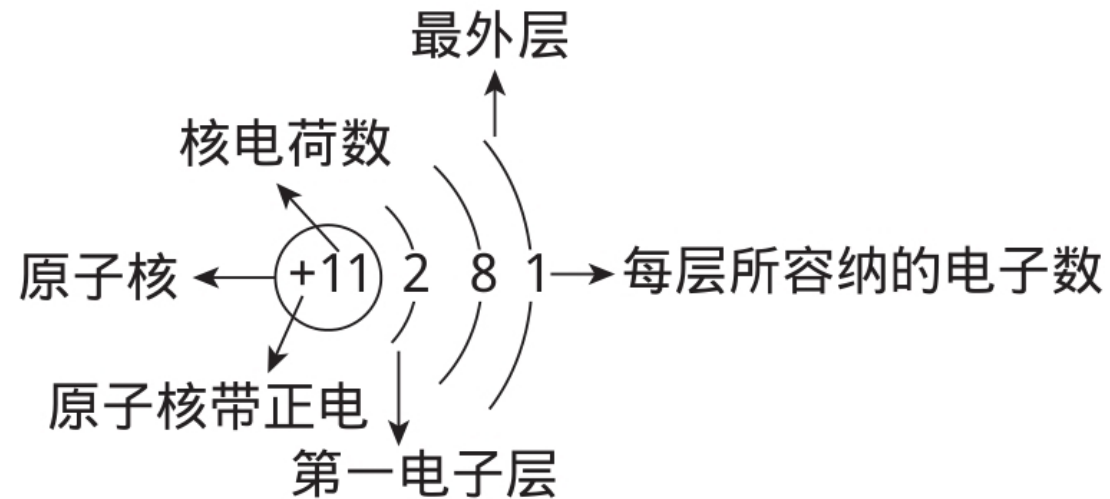 最外层
核电荷数
原子核 +11 2 8 1 每层所容纳的电子数
原子核带正电
第一电子层